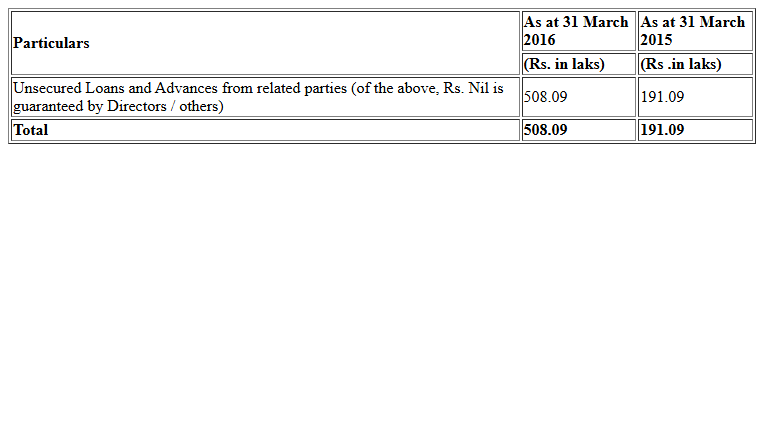 Particulars
As at 31 March
2016
As at 31 March
2015
(Rs. in laks)
(Rs .in laks)
Unsecured Loans and Advances from related parties (of the above, Rs. Nil is
guaranteed by Directors / others)
508.09
191.09
Total
508.09
191.09